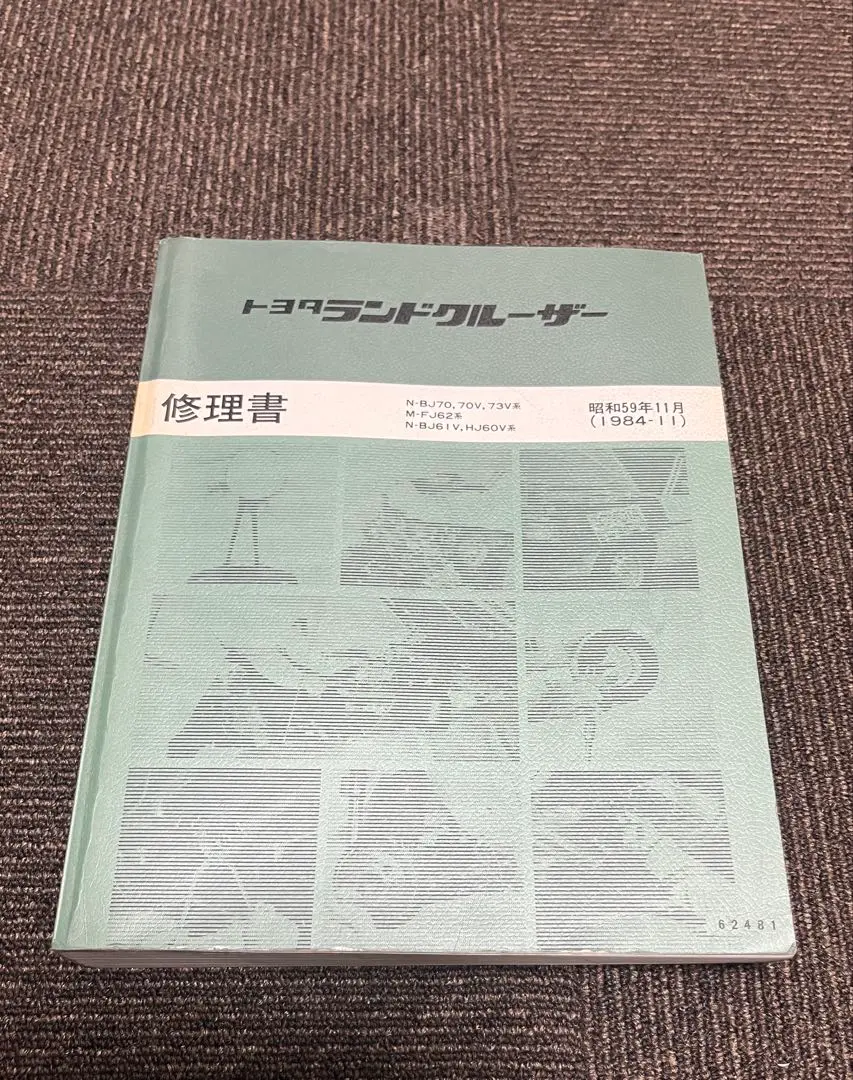 トヨタランドクルーザー
修理書
N-BJ70,70V,73V系
M-FJ62系
N-BJ61V,HJ60V系
昭和59年11月
(1984-11)
62481